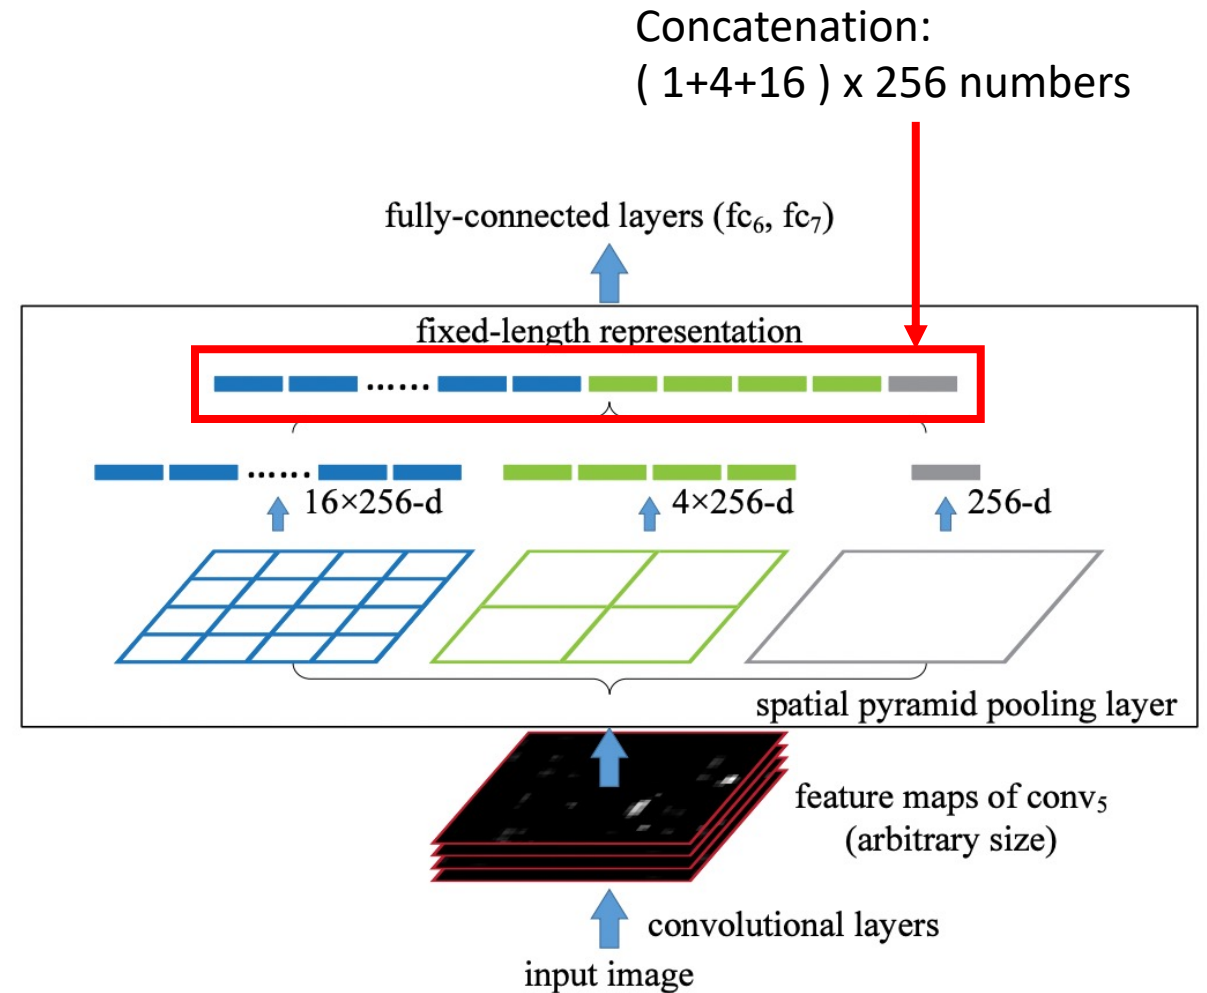 Concatenation:
( 1+4+16 ) x 256 numbers
fully-connected layers (fc₆, fc₇)
fixed-length representation
......
......
16×256-d
4×256-d
256-d
spatial pyramid pooling layer
feature maps of conv₅
(arbitrary size)
convolutional layers
input image